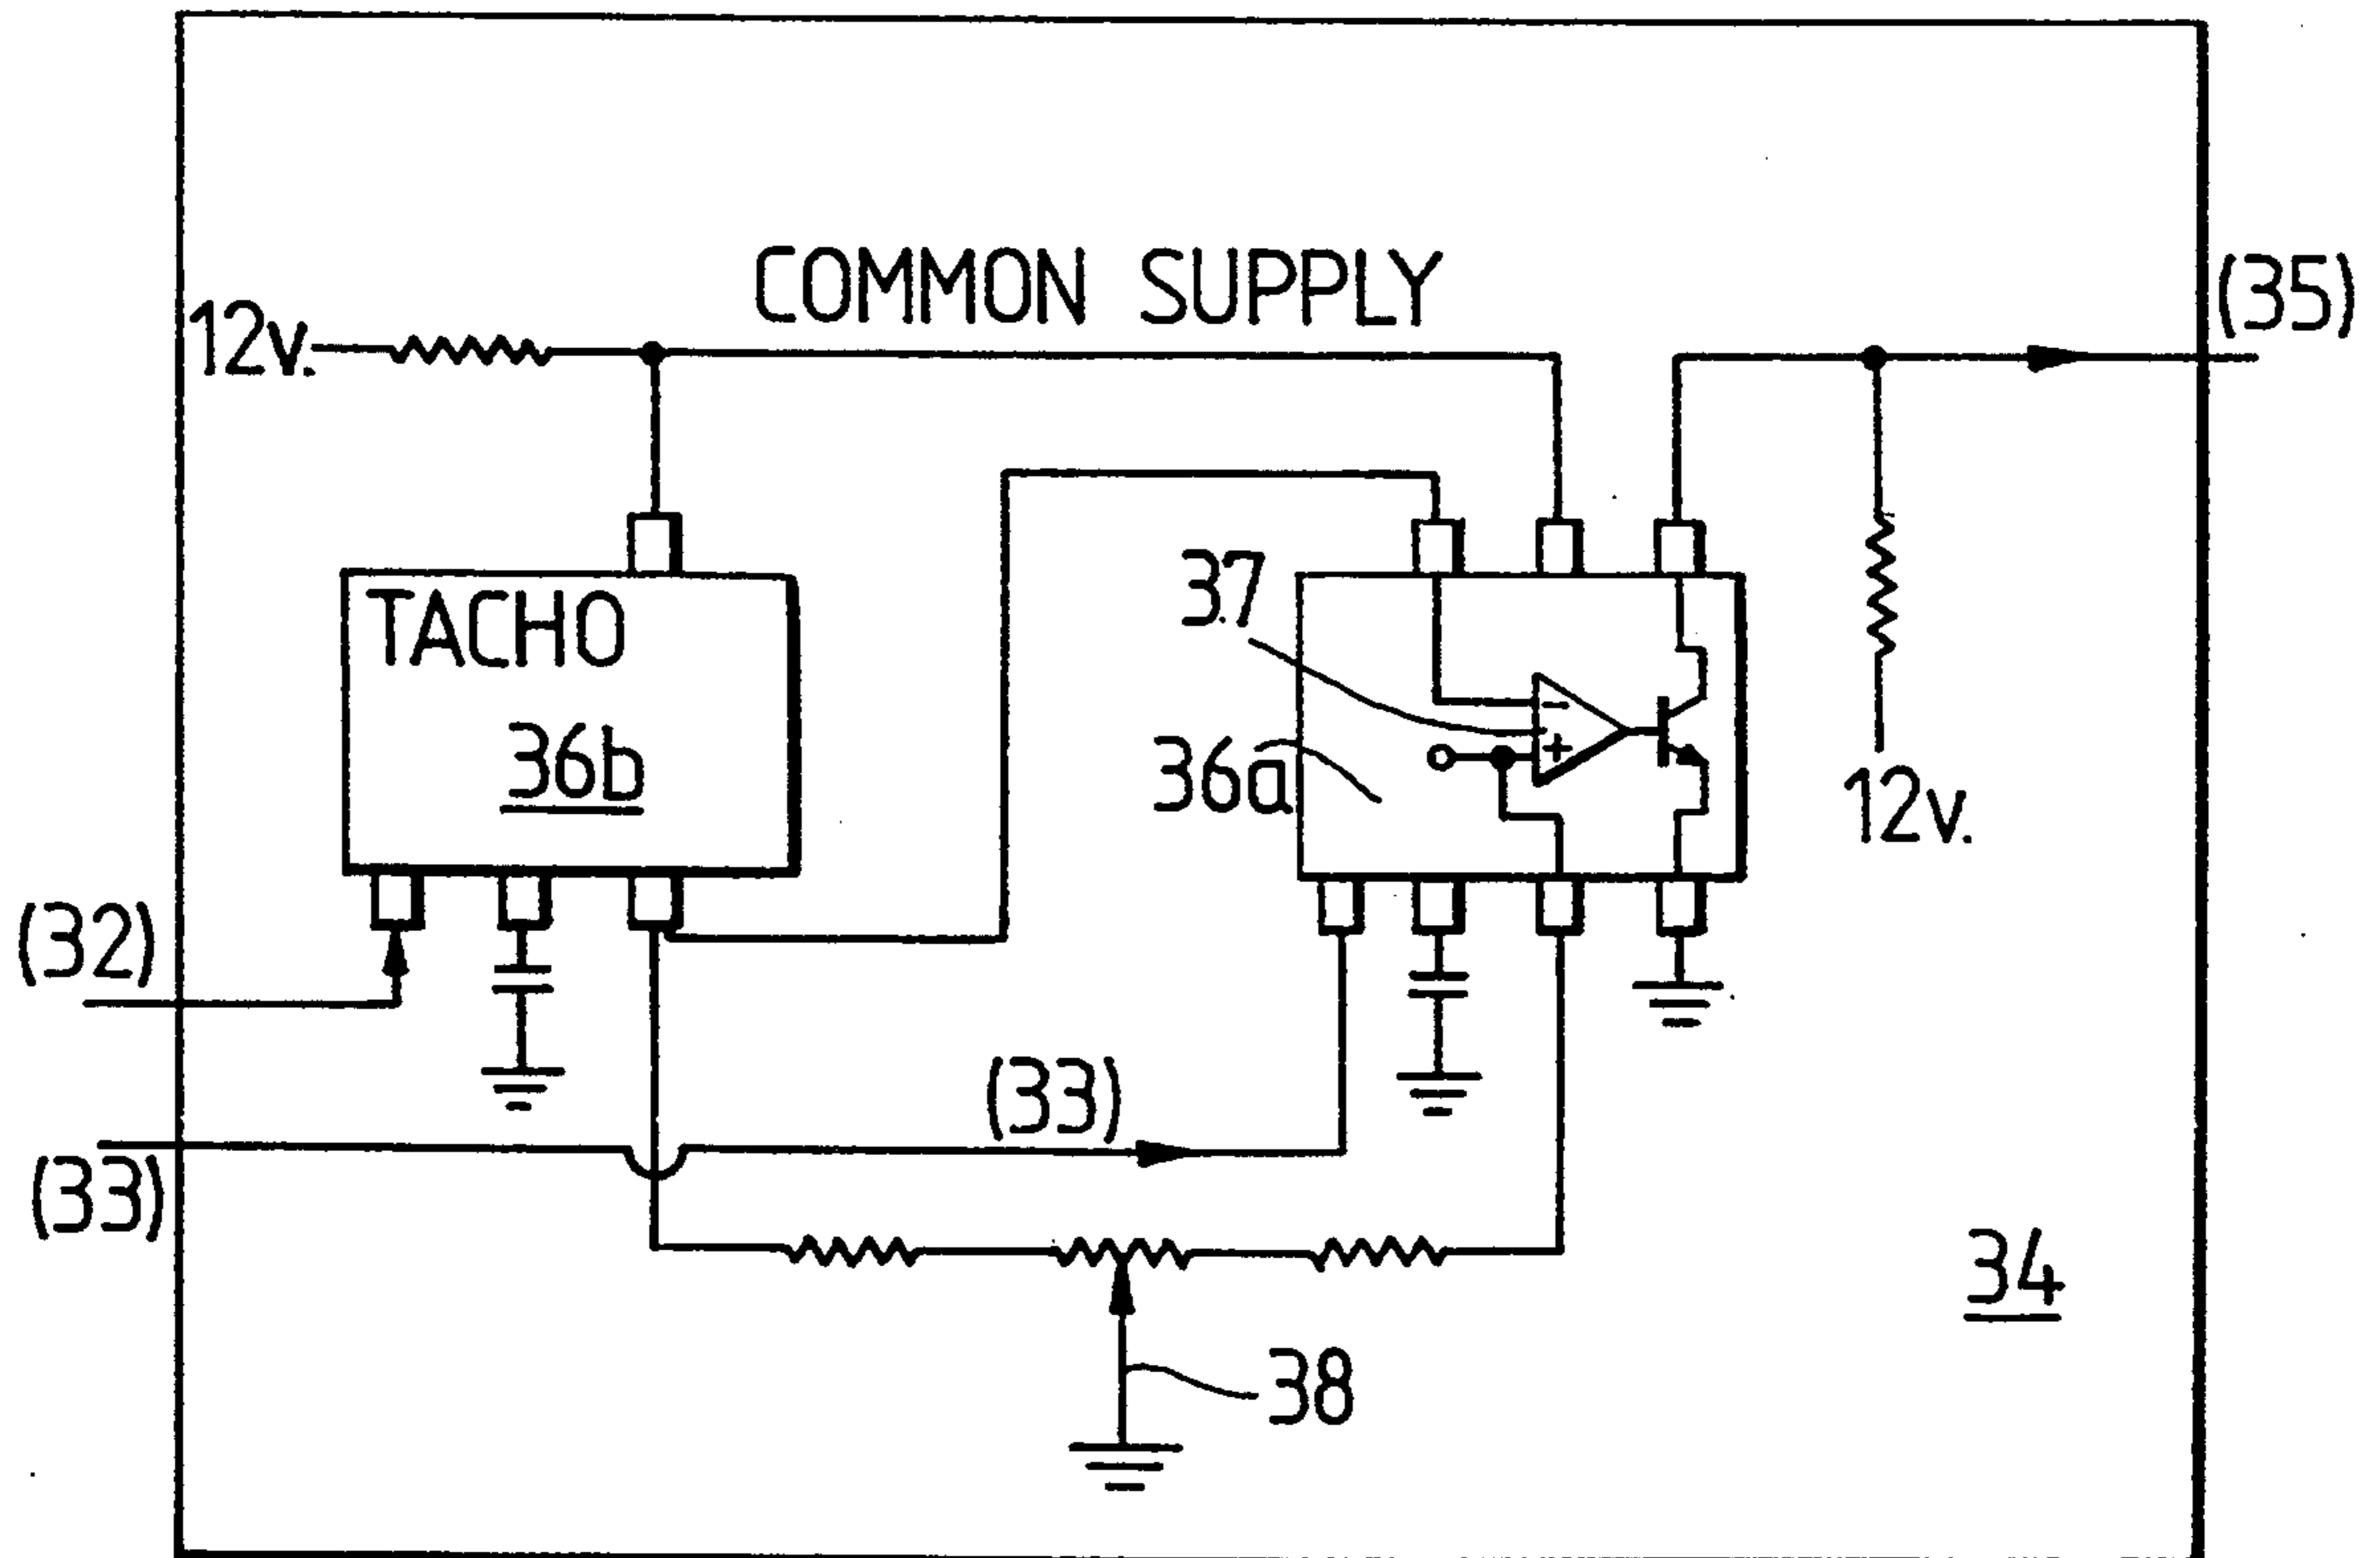 COMMON SUPPLY
(35)
12v.
TACHO
37
36b
36a
12v.
(32)
(33)
(33)
34
38